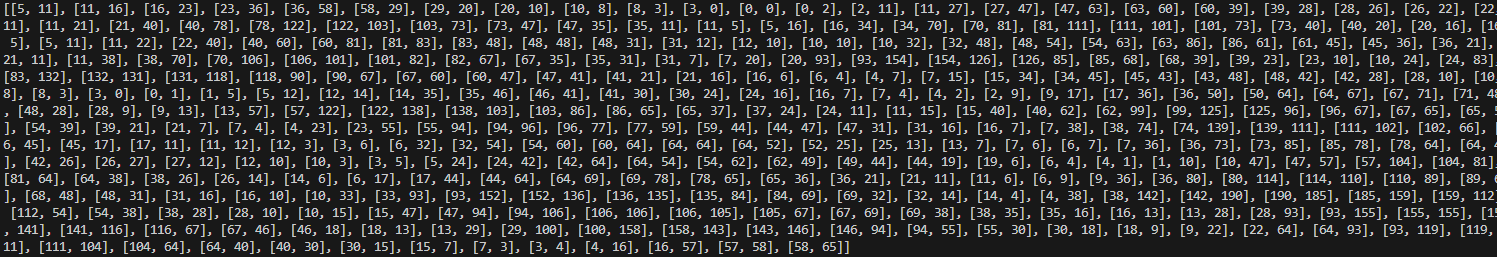 [[5, 11], [11, 16], [16, 23], [23, 36], [36, 58], [58, 29], [29, 20], [20, 10], [10, 8], [8, 3], [3, 0], [0, 0], [0, 2], [2, 11], [11, 27], [27, 47], [47, 63], [63, 60], [60, 39], [39, 28], [28, 26], [26, 22], [22,
11], [11, 21], [21, 40], [40, 78], [78, 122], [122, 103], [103, 73], [73, 47], [47, 35], [35, 11], [11, 5], [5, 16], [16, 34], [34, 70], [70, 81], [81, 111], [111, 101], [101, 73], [73, 40], [40, 20], [20, 16], [16
5], [5, 11], [11, 22], [22, 40], [40, 60], [60, 81], [81, 83], [83, 48], [48, 48], [48, 31], [31, 12], [12, 10], [10, 10], [10, 32], [32, 48], [48, 54], [54, 63], [63, 86], [86, 61], [61, 45], [45, 36], [36, 21],
21, 11], [11, 38], [38, 70], [70, 106], [106, 101], [101, 82], [82, 67], [67, 35], [35, 31], [31, 7], [7, 20], [20, 93], [93, 154], [154, 126], [126, 85], [85, 68], [68, 39], [39, 23], [23, 10], [10, 24], [24, 83],
[83, 132], [132, 131], [131, 118], [118, 90], [90, 67], [67, 60], [60, 47], [47, 41], [41, 21], [21, 16], [16, 6], [6, 4], [4, 7], [7, 15], [15, 34], [34, 45], [45, 43], [43, 48], [48, 42], [42, 28], [28, 10], [10,
8], [8, 3], [3, 0], [0, 1], [1, 5], [5, 12], [12, 14], [14, 35], [35, 46], [46, 41], [41, 30], [30, 24], [24, 16], [16, 7], [7, 4], [4, 2], [2, 9], [9, 17], [17, 36], [36, 50], [50, 64], [64, 67], [67, 71], [71, 48
, [48, 28], [28, 9], [9, 13], [13, 57], [57, 122], [122, 138], [138, 103], [103, 86], [86, 65], [65, 37], [37, 24], [24, 11], [11, 15], [15, 40], [40, 62], [62, 99], [99, 125], [125, 96], [96, 67], [67, 65], [65, 5
], [54, 39], [39, 21], [21, 7], [7, 4], [4, 23], [23, 55], [55, 94], [94, 96], [96, 77], [77, 59], [59, 44], [44, 47], [47, 31], [31, 16], [16, 7], [7, 38], [38, 74], [74, 139], [139, 111], [111, 102], [102, 66], [
6, 45], [45, 17], [17, 11], [11, 12], [12, 3], [3, 6], [6, 32], [32, 54], [54, 60], [60, 64], [64, 64], [64, 52], [52, 25], [25, 13], [13, 7], [7, 6], [6, 7], [7, 36], [36, 73], [73, 85], [85, 78], [78, 64], [64, 4
], [42, 26], [26, 27], [27, 12], [12, 10], [10, 3], [3, 5], [5, 24], [24, 42], [42, 64], [64, 54], [54, 62], [62, 49], [49, 44], [44, 19], [19, 6], [6, 4], [4, 1], [1, 10], [10, 47], [47, 57], [57, 104], [104, 81],
[81, 64], [64, 38], [38, 26], [26, 14], [14, 6], [6, 17], [17, 44], [44, 64], [64, 69], [69, 78], [78, 65], [65, 36], [36, 21], [21, 11], [11, 6], [6, 9], [9, 36], [36, 80], [80, 114], [114, 110], [110, 89], [89, 6
], [68, 48], [48, 31], [31, 16], [16, 10], [10, 33], [33, 93], [93, 152], [152, 136], [136, 135], [135, 84], [84, 69], [69, 32], [32, 14], [14, 4], [4, 38], [38, 142], [142, 190], [190, 185], [185, 159], [159, 112]
[112, 54], [54, 38], [38, 28], [28, 10], [10, 15], [15, 47], [47, 94], [94, 106], [106, 106], [106, 105], [105, 67], [67, 69], [69, 38], [38, 35], [35, 16], [16, 13], [13, 28], [28, 93], [93, 155], [155, 155], [15
, 141], [141, 116], [116, 67], [67, 46], [46, 18], [18, 13], [13, 29], [29, 100], [100, 158], [158, 143], [143, 146], [146, 94], [94, 55], [55, 30], [30, 18], [18, 9], [9, 22], [22, 64], [64, 93], [93, 119], [119,
11], [111, 104], [104, 64], [64, 40], [40, 30], [30, 15], [15, 7], [7, 3], [3, 4], [4, 16], [16, 57], [57, 58], [58, 65]]